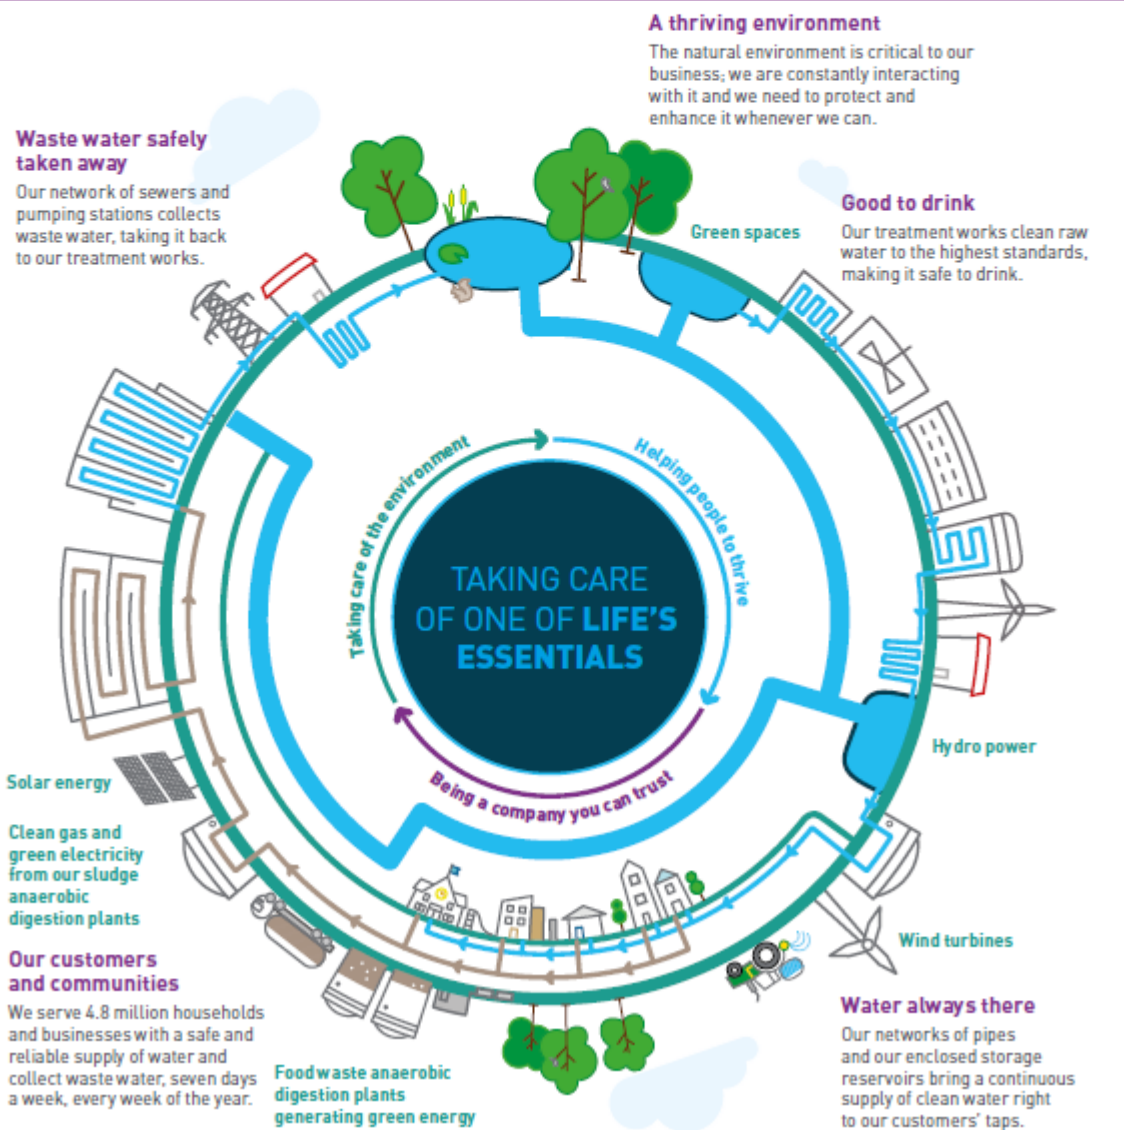 A thriving environment
The natural environment is critical to our
business; we are constantly interacting
with it and we need to protect and
enhance it whenever we can.
Waste water safely
taken away
Our network of sewers and
pumping stations collects
waste water, taking it back
to our treatment works.
Green spaces
Good to drink
Our treatment works clean raw
water to the highest standards,
making it safe to drink.
Taking care of the environment
Helping people to thrive
TAKING CARE
OF ONE OF LIFE'S
ESSENTIALS
Being a company you can trust
Hydro power
Solar energy
Clean gas and
green electricity
from our sludge
anaerobic
digestion plants
Wind turbines
Our customers
and communities
We serve 4.8 million households
and businesses with a safe and
reliable supply of water and
collect waste water, seven days
a week, every week of the year.
Food waste anaerobic
digestion plants
generating green energy
Water always there
Our networks of pipes
and our enclosed storage
reservoirs bring a continuous
supply of clean water right
to our customers' taps.